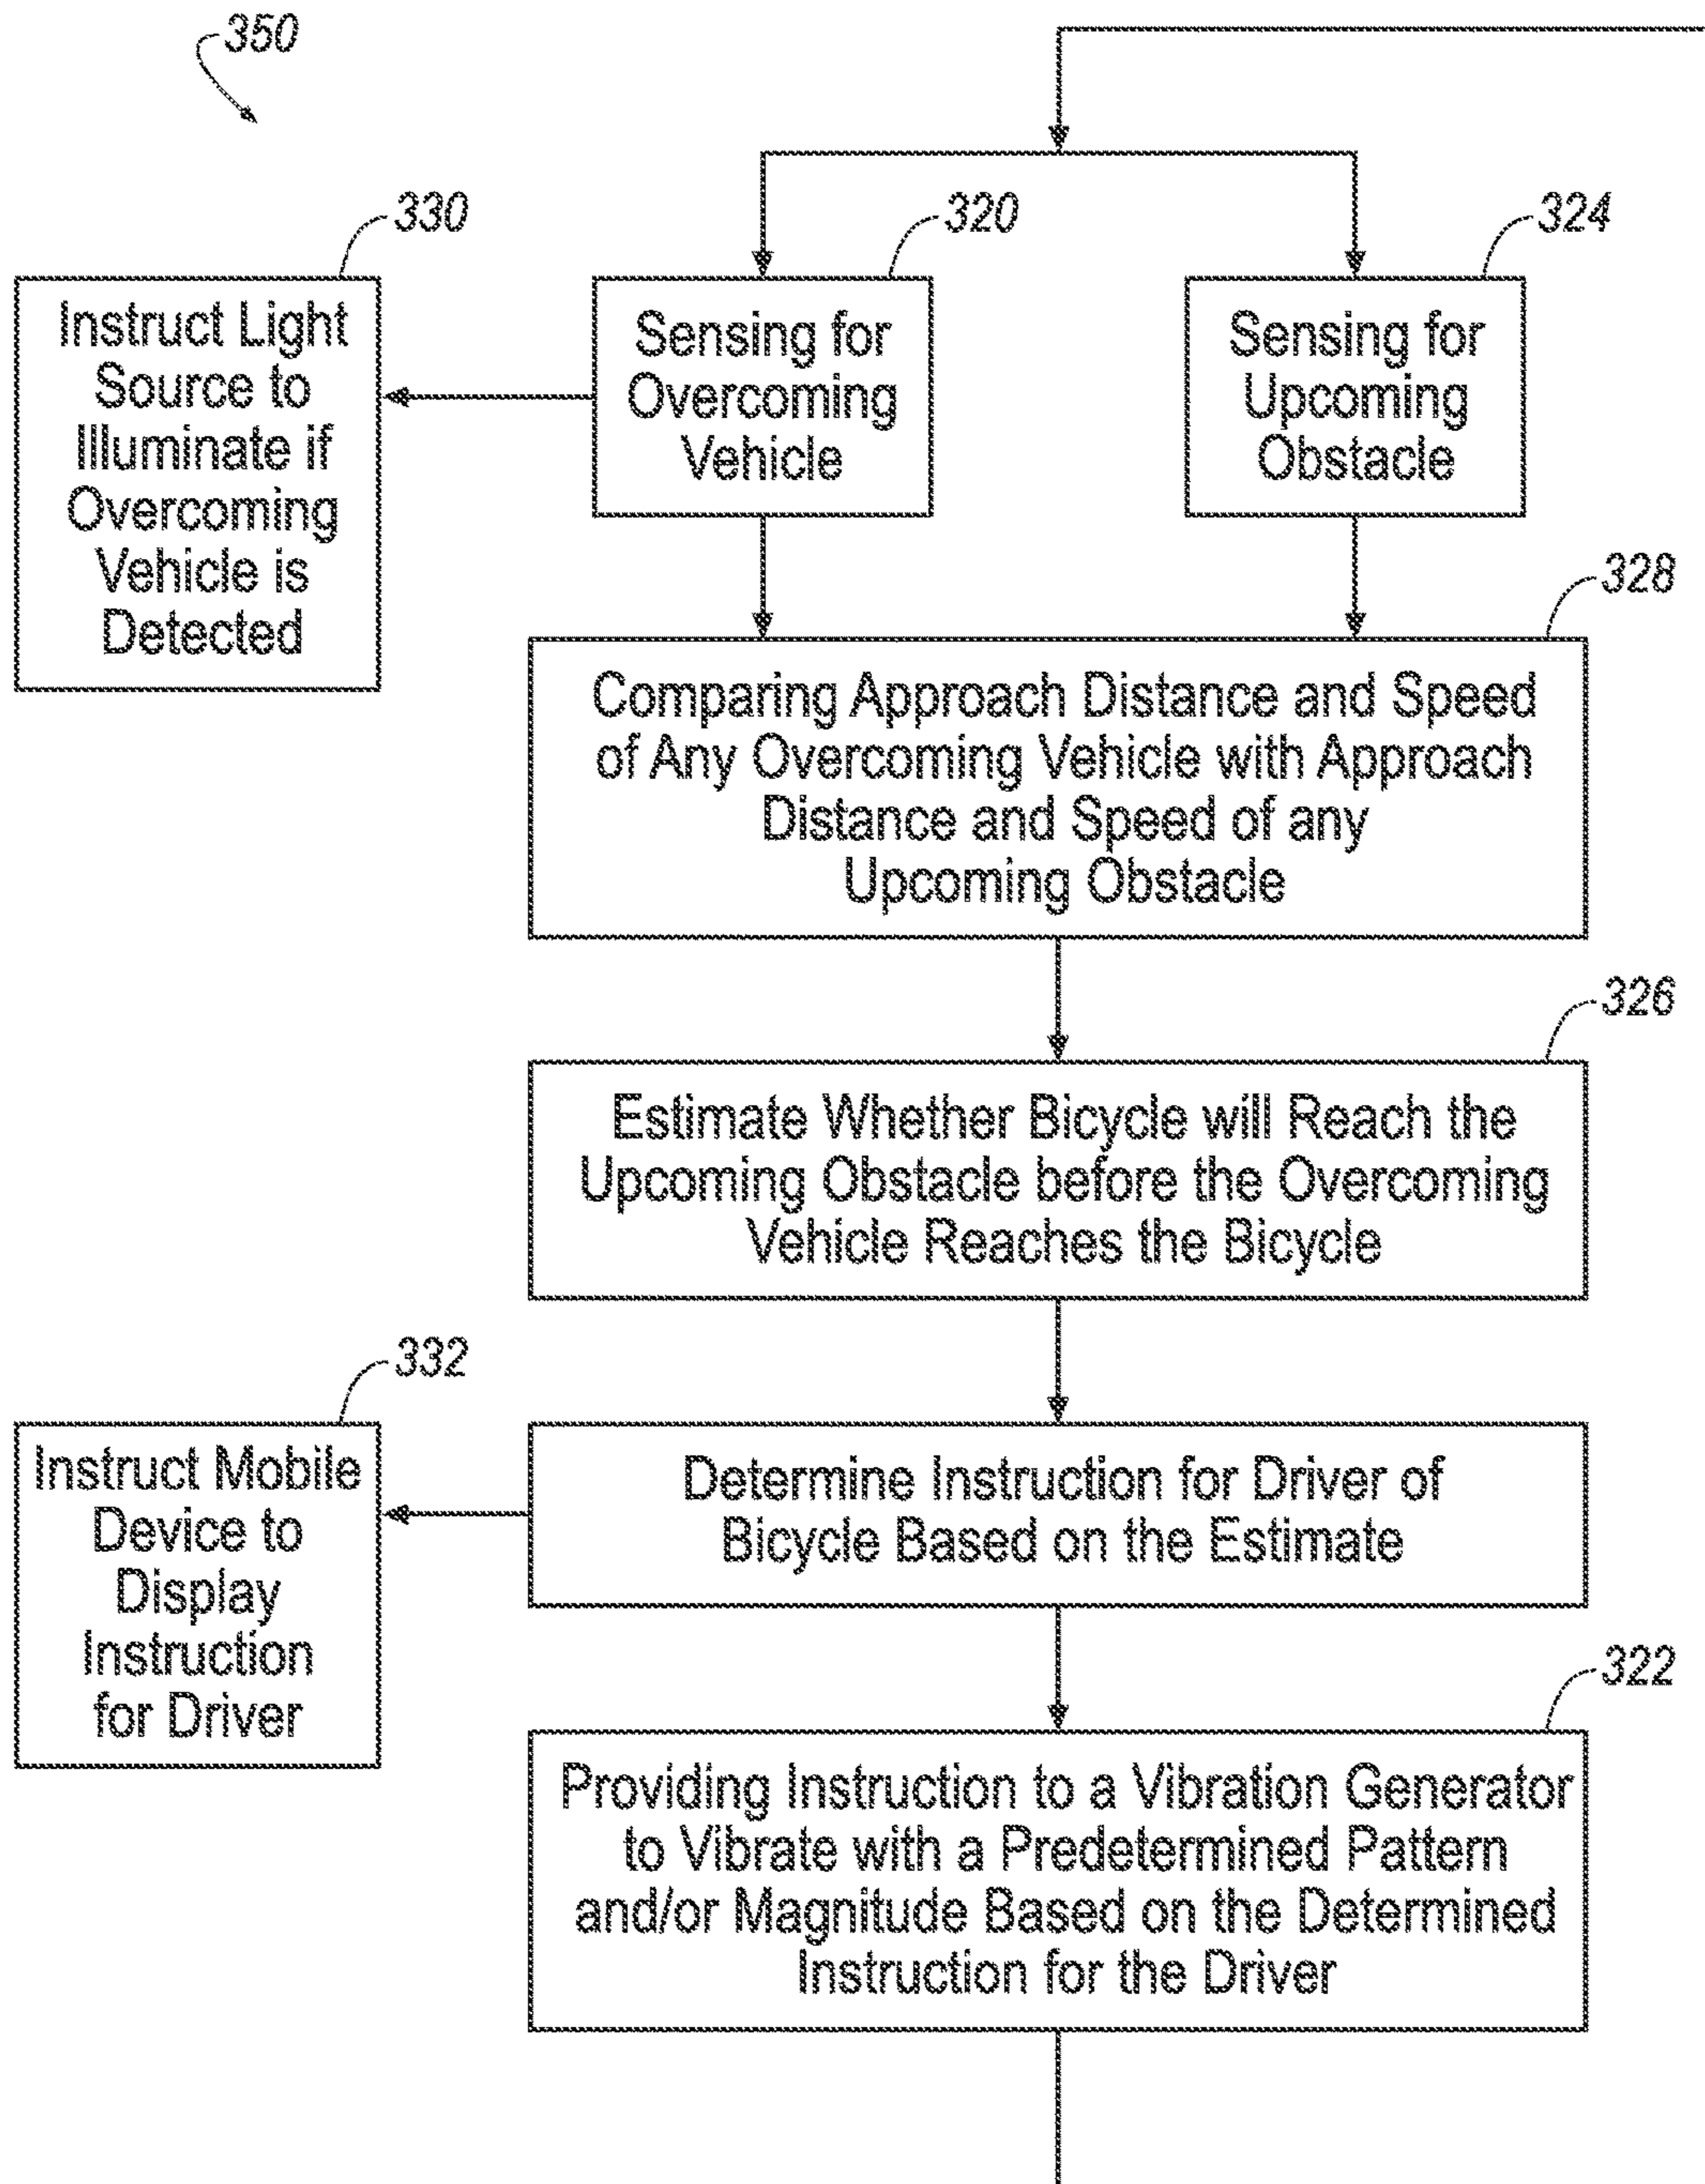 350
330
Instruct Light
Source to
Illuminate if
Overcoming
Vehicle is
Detected
320
Sensing for
Overcoming
Vehicle
324
Sensing for
Upcoming
Obstacle
328
Comparing Approach Distance and Speed
of Any Overcoming Vehicle with Approach
Distance and Speed of any
Upcoming Obstacle
326
Estimate Whether Bicycle will Reach the
Upcoming Obstacle before the Overcoming
Vehicle Reaches the Bicycle
332
Instruct Mobile
Device to
Display
Instruction
for Driver
Determine Instruction for Driver of
Bicycle Based on the Estimate
322
Providing Instruction to a Vibration Generator
to Vibrate with a Predetermined Pattern
and/or Magnitude Based on the Determined
Instruction for the Driver